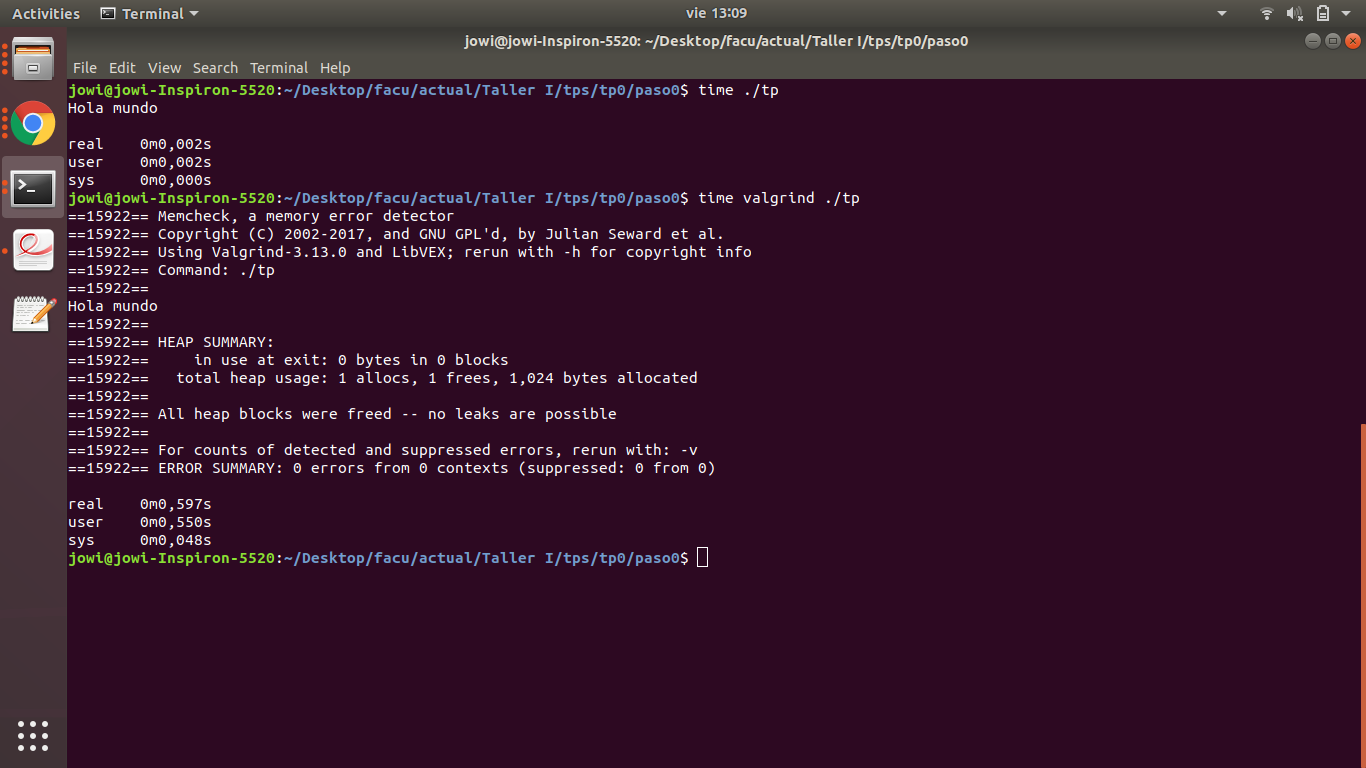 Activities Terminal vie 13:09
jowi@jowi-Inspiron-5520: ~/Desktop/facu/actual/Taller I/tps/tp0/paso0
File Edit View Search Terminal Help
jowi@jowi-Inspiron-5520:~/Desktop/facu/actual/Taller I/tps/tp0/paso0$ time ./tp
Hola mundo

real    0m0,002s
user    0m0,002s
sys     0m0,000s
jowi@jowi-Inspiron-5520:~/Desktop/facu/actual/Taller I/tps/tp0/paso0$ time valgrind ./tp
==15922== Memcheck, a memory error detector
==15922== Copyright (C) 2002-2017, and GNU GPL'd, by Julian Seward et al.
==15922== Using Valgrind-3.13.0 and LibVEX; rerun with -h for copyright info
==15922== Command: ./tp
==15922==
Hola mundo
==15922==
==15922== HEAP SUMMARY:
==15922==     in use at exit: 0 bytes in 0 blocks
==15922==   total heap usage: 1 allocs, 1 frees, 1,024 bytes allocated
==15922==
==15922== All heap blocks were freed -- no leaks are possible
==15922==
==15922== For counts of detected and suppressed errors, rerun with: -v
==15922== ERROR SUMMARY: 0 errors from 0 contexts (suppressed: 0 from 0)

real    0m0,597s
user    0m0,550s
sys     0m0,048s
jowi@jowi-Inspiron-5520:~/Desktop/facu/actual/Taller I/tps/tp0/paso0$